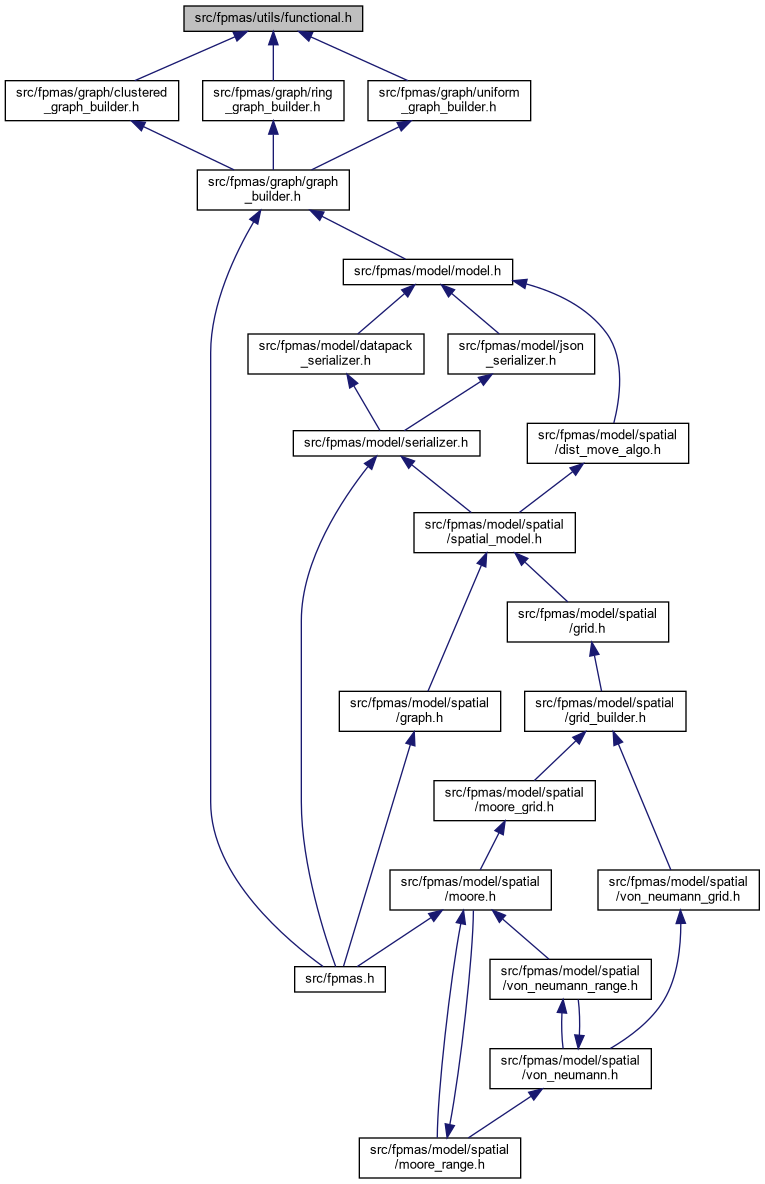 src/fpmas/utils/functional.h
src/fpmas/graph/clustered
_graph_builder.h
src/fpmas/graph/ring
_graph_builder.h
src/fpmas/graph/uniform
_graph_builder.h
src/fpmas/graph/graph
_builder.h
src/fpmas/model/model.h
src/fpmas/model/datapack
_serializer.h
src/fpmas/model/json
_serializer.h
src/fpmas/model/serializer.h
src/fpmas/model/spatial
/dist_move_algo.h
src/fpmas/model/spatial
/spatial_model.h
src/fpmas/model/spatial
/grid.h
src/fpmas/model/spatial
/graph.h
src/fpmas/model/spatial
/grid_builder.h
src/fpmas/model/spatial
/moore_grid.h
src/fpmas/model/spatial
/moore.h
src/fpmas/model/spatial
/von_neumann_grid.h
src/fpmas.h
src/fpmas/model/spatial
/von_neumann_range.h
src/fpmas/model/spatial
/von_neumann.h
src/fpmas/model/spatial
/moore_range.h